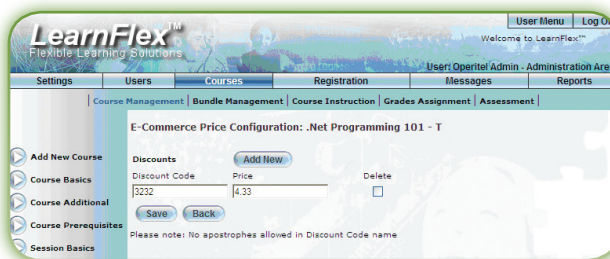 User Menu Log O
LearnFlex™
Welcome to LearnFlex™
Flexible Learning Solutions
User: Operitel Admin - Administration Are
Settings Users Courses Registration Messages Reports
Course Management Bundle Management Course Instruction Grades Assignment Assessment
E-Commerce Price Configuration: .Net Programming 101 - T
Add New Course
Discounts Add New
Course Basics
Discount Code Price Delete
3232 4.33
Course Additional
Save Back
Course Prerequisites
Please note: No apostrophes allowed in Discount Code name
Session Basics